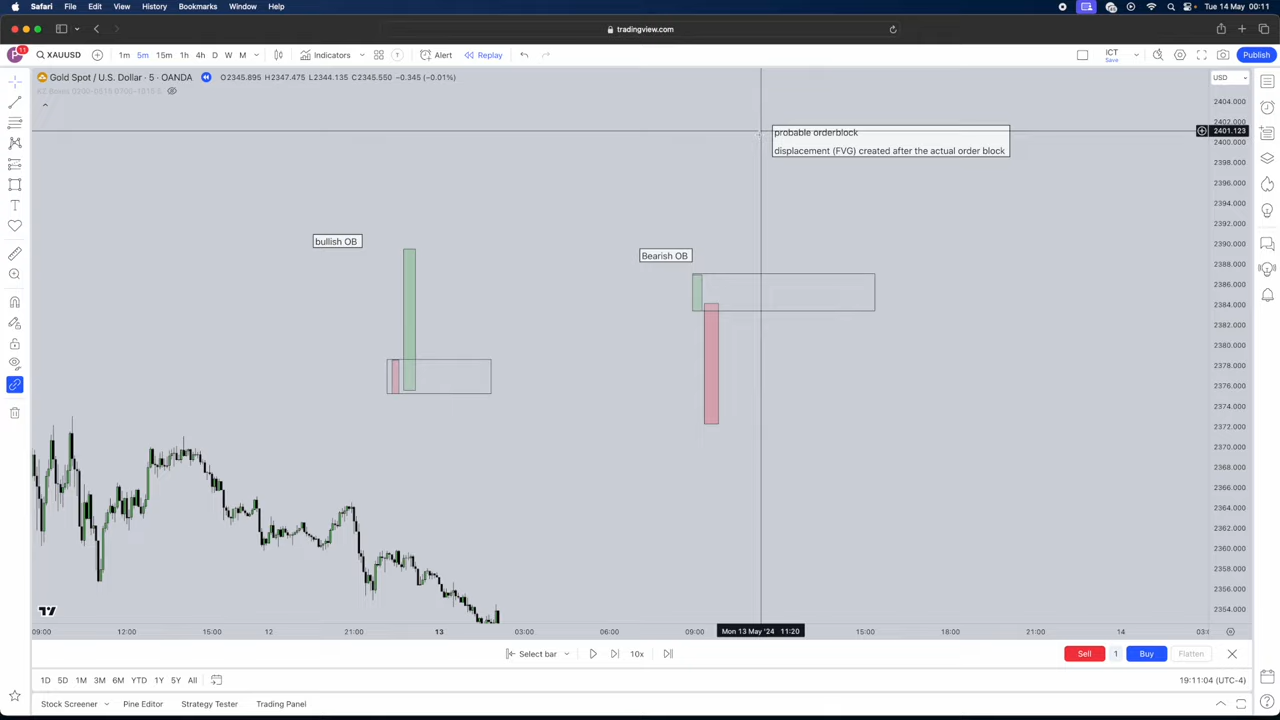 Safari File Edit View History Bookmarks Window Help Tue 14 May 00:11
tradingview.com
11 XAUUSD 1m 5m 15m 1h 4h D W M Indicators Alert Replay ICT Save Publish
Gold Spot / U.S. Dollar · 5 · OANDA O2345.895 H2347.475 L2344.135 C2345.550 −0.345 (−0.01%) USD
2404.000
2402.000
2401.123
2400.000
2398.000
2396.000
2394.000
2392.000
2390.000
2388.000
2386.000
2384.000
2382.000
2380.000
2378.000
2376.000
2374.000
2372.000
2370.000
2368.000
2366.000
2364.000
2362.000
2360.000
2358.000
2356.000
2354.000
probable orderblock
displacement (FVG) created after the actual order block
bullish OB
Bearish OB
09:00 12:00 15:00 12 21:00 13 03:00 06:00 09:00 Mon 13 May '24 11:20 15:00 18:00 21:00 14 03:
Select bar 10x Sell 1 Buy Flatten
1D 5D 1M 3M 6M YTD 1Y 5Y All 19:11:04 (UTC-4)
Stock Screener Pine Editor Strategy Tester Trading Panel